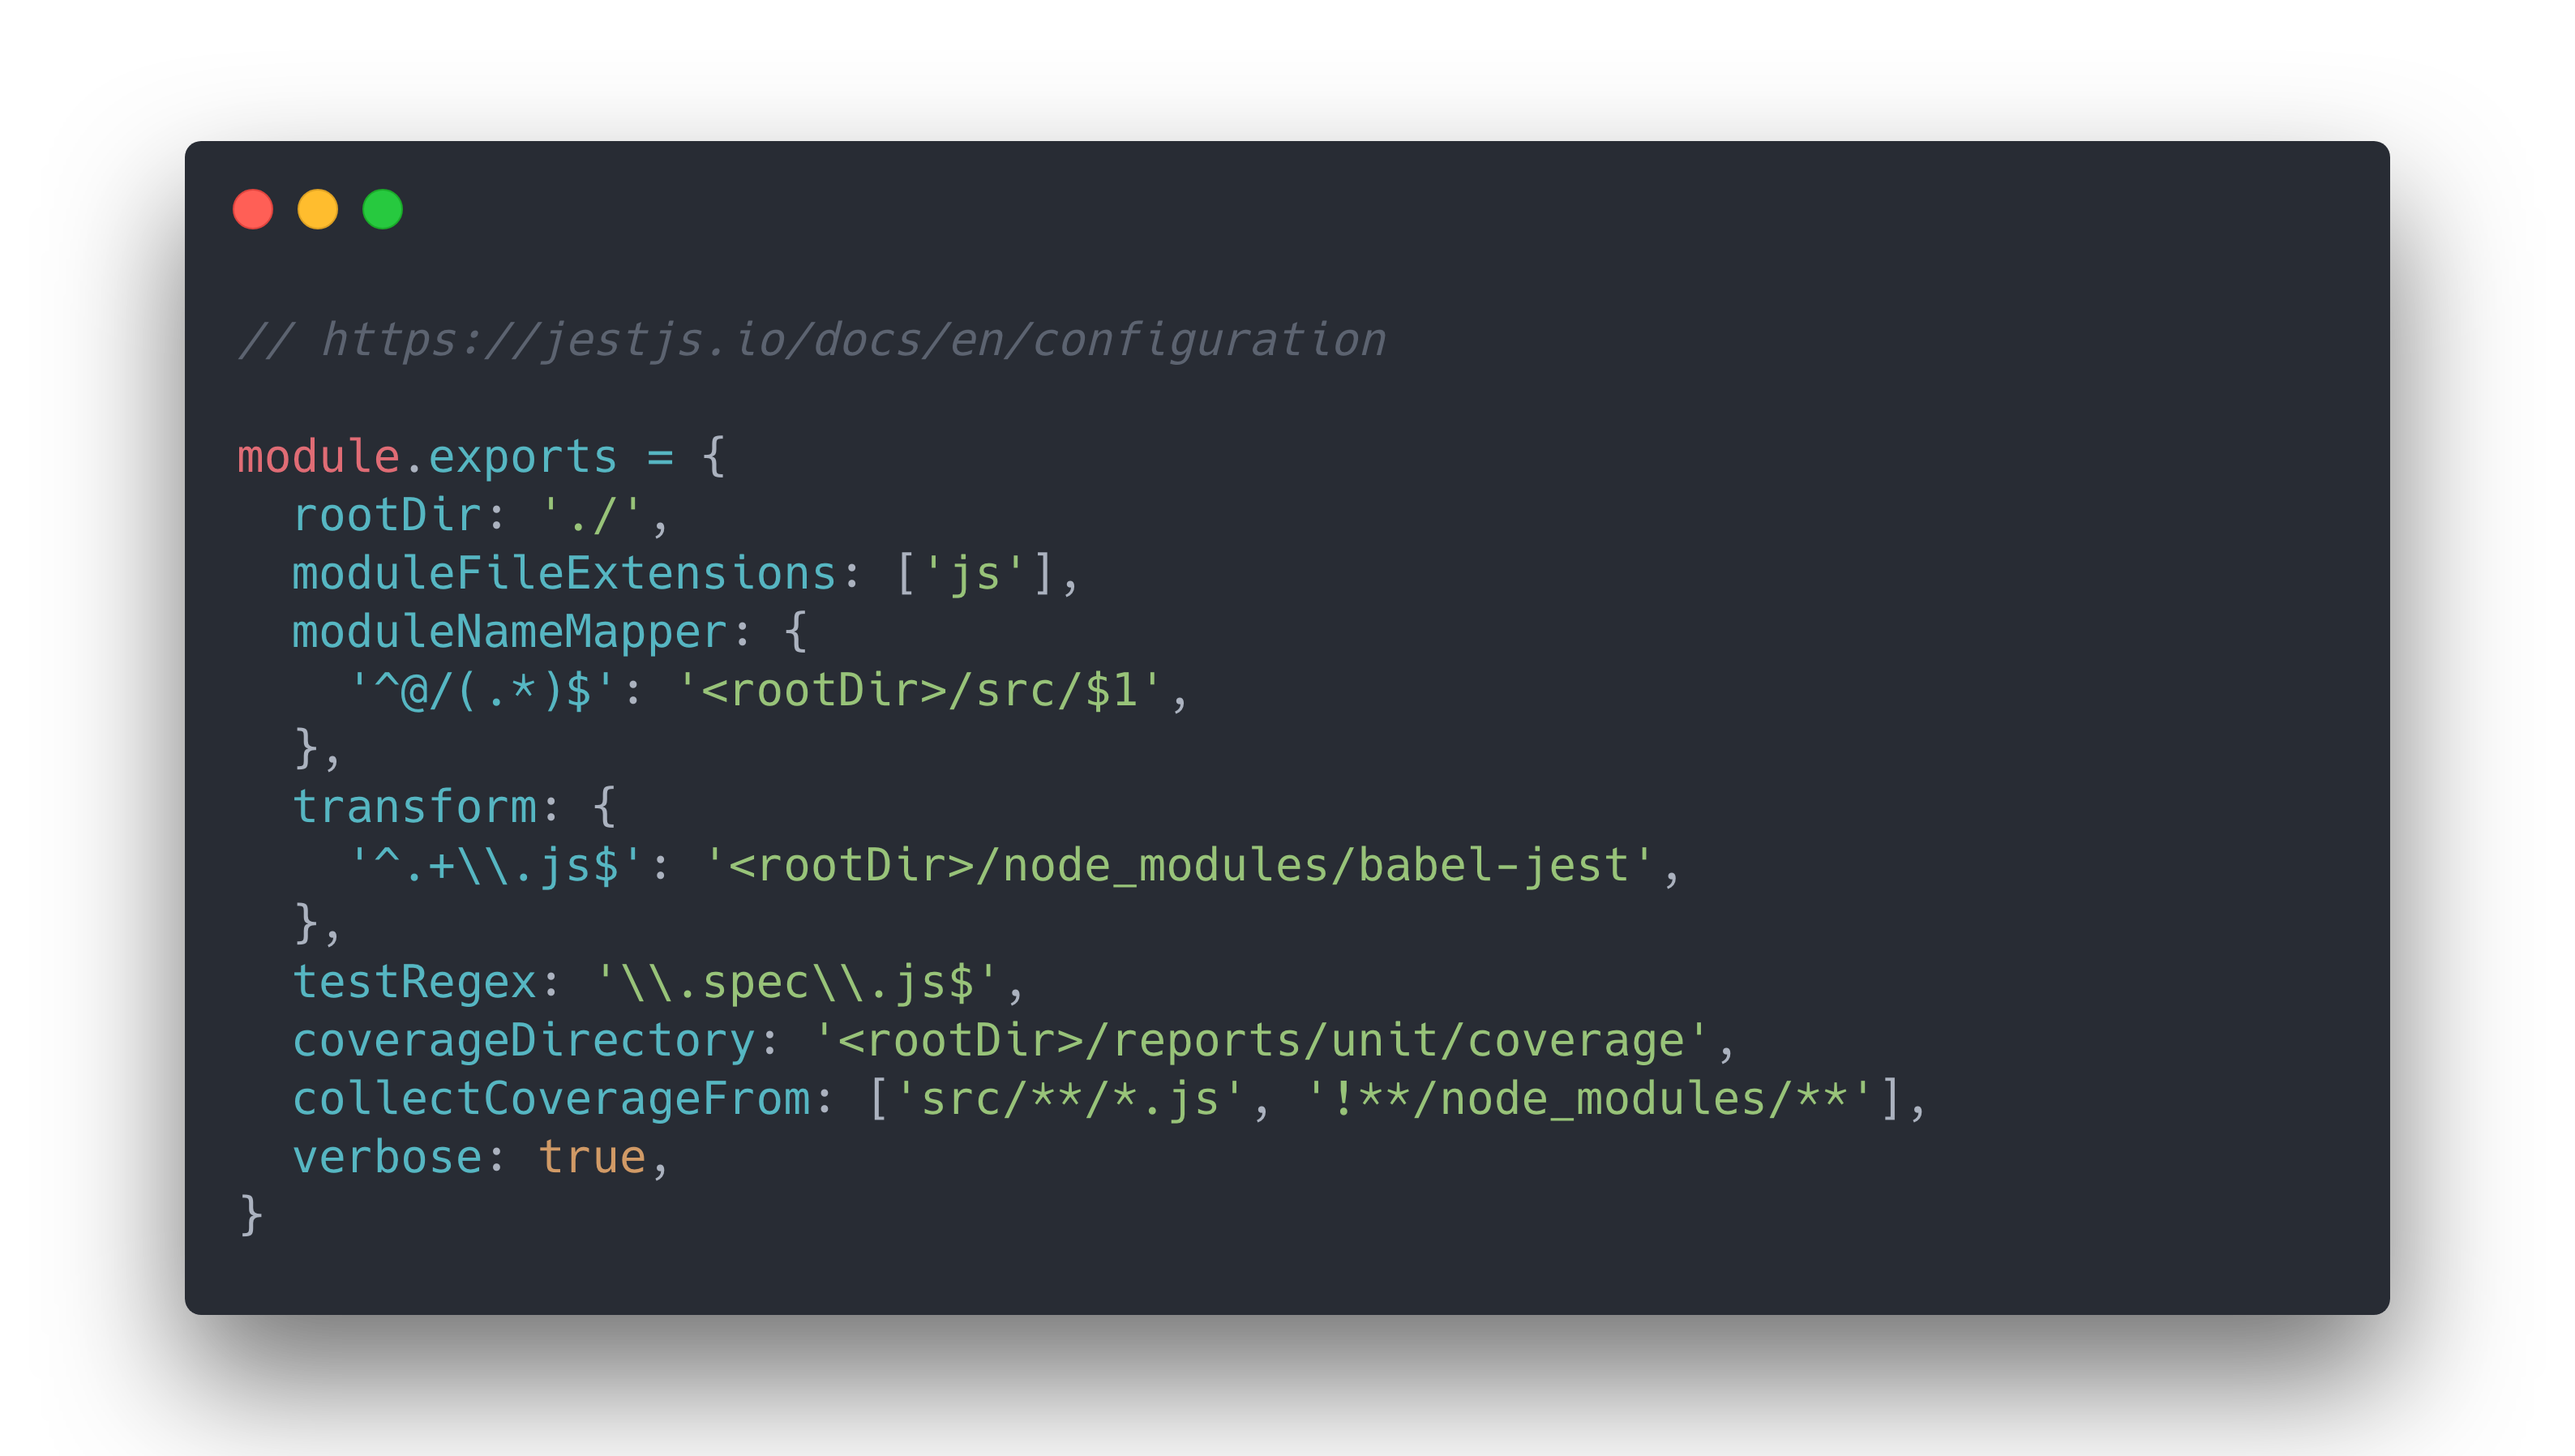 // https://jestjs.io/docs/en/configuration

module.exports = {
  rootDir: './',
  moduleFileExtensions: ['js'],
  moduleNameMapper: {
    '^@/(.*)$': '<rootDir>/src/$1',
  },
  transform: {
    '^.+\\.js$': '<rootDir>/node_modules/babel-jest',
  },
  testRegex: '\\.spec\\.js$',
  coverageDirectory: '<rootDir>/reports/unit/coverage',
  collectCoverageFrom: ['src/**/*.js', '!**/node_modules/**'],
  verbose: true,
}